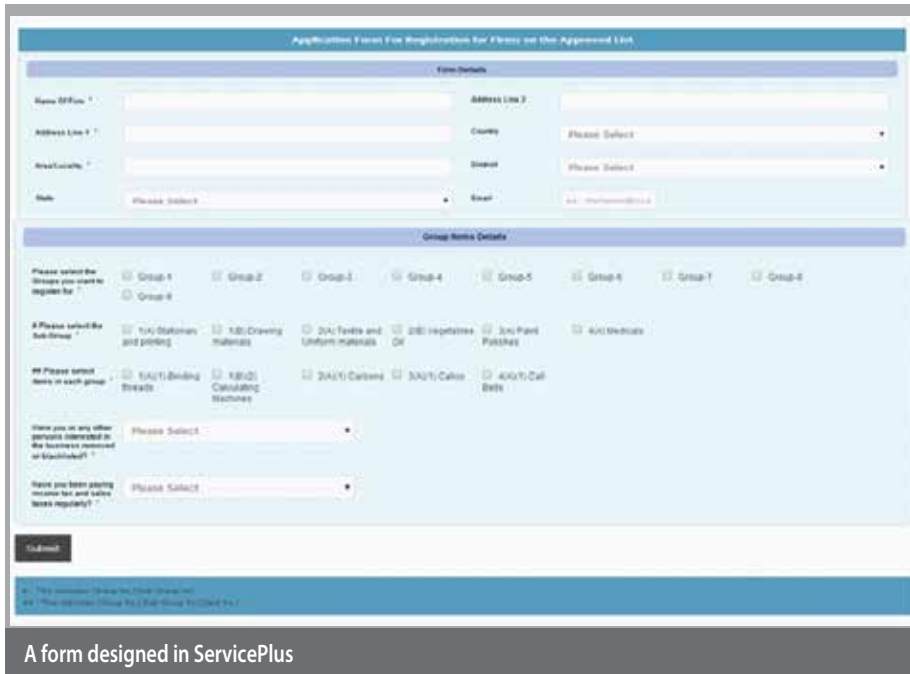 Application Form For Registration for Firms on the Approved List
Firm Details
Name Of Firm *
Address Line 2
Address Line 1 *
Country
Please Select
Area/Locality *
District
Please Select
State
Please Select
Email
Group Items Details
Please select the
Groups you want to
register for *
Group-1 Group-2 Group-3 Group-4 Group-5 Group-6 Group-7 Group-8
Group-9
# Please select the
Sub Group *
1(A) Stationary
and printing
1(B) Drawing
materials
2(A) Textile and
Uniform materials
2(B) Vegetables
Oil
3(A) Paint
Polishes
4(A) Medicals
## Please select
items in each group *
1(A)(1) Binding
threads
1(B)(2)
Calculating
Machines
2(A)(1) Carbons
3(A)(1) Calico
4(A)(1) Call
Bells
Have you or any other
persons interested in
the business removed
or blacklisted? *
Please Select
Have you been paying
income tax and sales
taxes regularly? *
Please Select
Submit
A form designed in ServicePlus